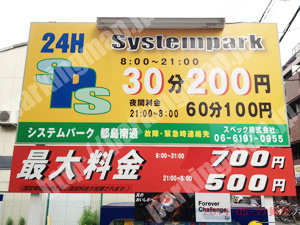 24H Systempark
SPS
8:00~21:00
30分200円
夜間料金
21:00~8:00 60分100円
システムパーク 都島南通 故障・緊急時連絡先 スペック株式会社
06-6191-0955
最大料金
8:00~21:00 700円
21:00~8:00 500円
Forever
Challenge